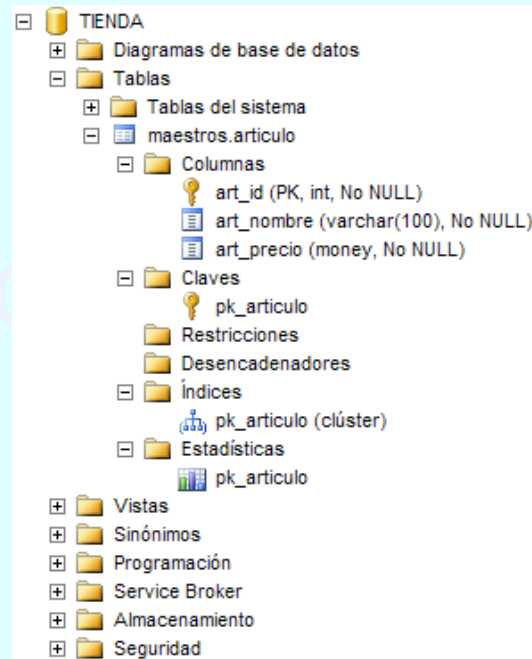 TIENDA
Diagramas de base de datos
Tablas
Tablas del sistema
maestros.articulo
Columnas
art_id (PK, int, No NULL)
art_nombre (varchar(100), No NULL)
art_precio (money, No NULL)
Claves
pk_articulo
Restricciones
Desencadenadores
Índices
pk_articulo (clúster)
Estadísticas
pk_articulo
Vistas
Sinónimos
Programación
Service Broker
Almacenamiento
Seguridad